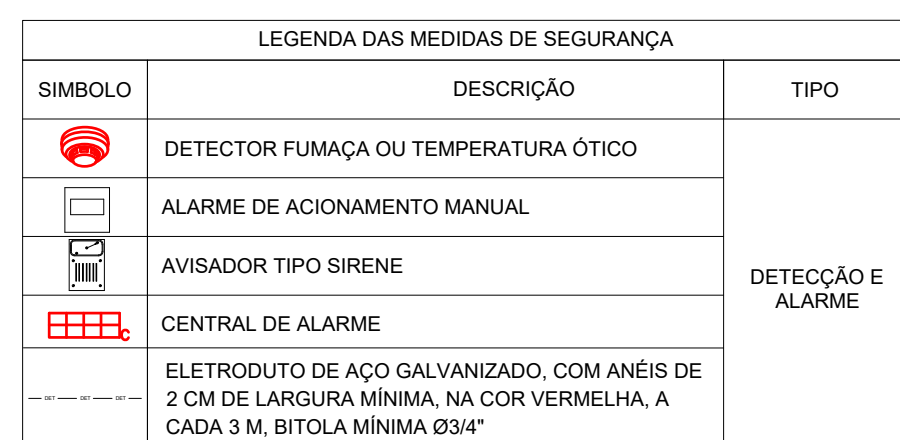 LEGENDA DAS MEDIDAS DE SEGURANÇA
SIMBOLO DESCRIÇÃO TIPO
DETECTOR FUMAÇA OU TEMPERATURA ÓTICO
ALARME DE ACIONAMENTO MANUAL
AVISADOR TIPO SIRENE
DETECÇÃO E
ALARME
C CENTRAL DE ALARME
ELETRODUTO DE AÇO GALVANIZADO, COM ANÉIS DE
DET DET DET 2 CM DE LARGURA MÍNIMA, NA COR VERMELHA, A
CADA 3 M, BITOLA MÍNIMA Ø3/4"